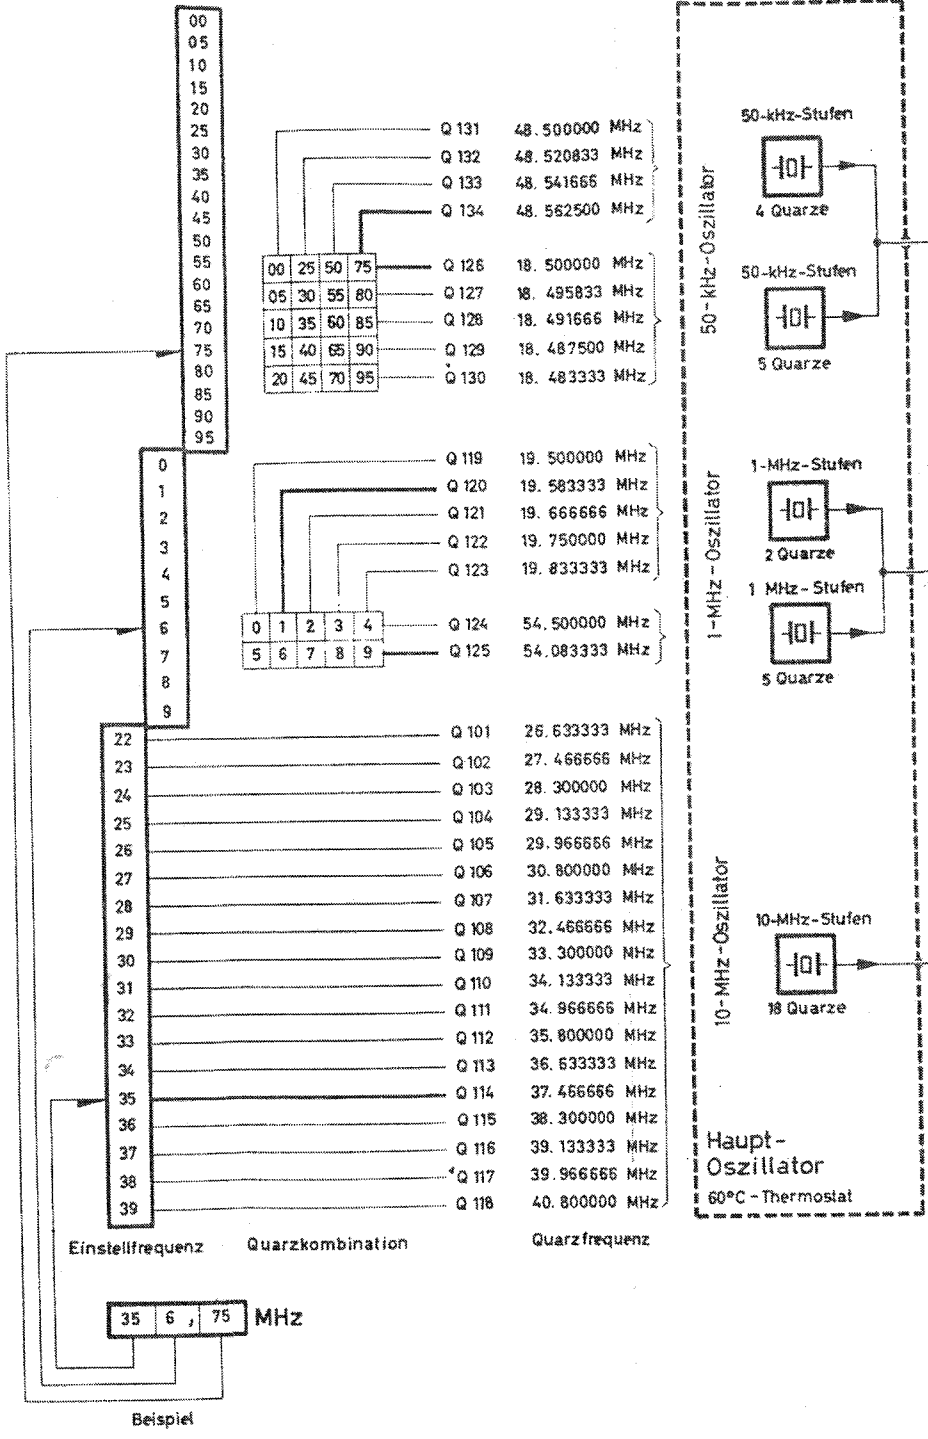 00
05
10
15
20
25
30
35
40
45
50
55
60
65
70
75
80
85
90
95
0
1
2
3
4
5
6
7
8
9
22
23
24
25
26
27
28
29
30
31
32
33
34
35
36
37
38
39
Einstellfrequenz
00 25 50 75
05 30 55 80
10 35 60 85
15 40 65 90
20 45 70 95
0 1 2 3 4
5 6 7 8 9
Quarzkombination
Q 131 48.500000 MHz
Q 132 48.520833 MHz
Q 133 48.541666 MHz
Q 134 48.562500 MHz
Q 126 18.500000 MHz
Q 127 18.495833 MHz
Q 128 18.491666 MHz
Q 129 18.487500 MHz
Q 130 18.483333 MHz
Q 119 19.500000 MHz
Q 120 19.583333 MHz
Q 121 19.666666 MHz
Q 122 19.750000 MHz
Q 123 19.833333 MHz
Q 124 54.500000 MHz
Q 125 54.083333 MHz
Q 101 26.633333 MHz
Q 102 27.466666 MHz
Q 103 28.300000 MHz
Q 104 29.133333 MHz
Q 105 29.966666 MHz
Q 106 30.800000 MHz
Q 107 31.633333 MHz
Q 108 32.466666 MHz
Q 109 33.300000 MHz
Q 110 34.133333 MHz
Q 111 34.966666 MHz
Q 112 35.800000 MHz
Q 113 36.633333 MHz
Q 114 37.466666 MHz
Q 115 38.300000 MHz
Q 116 39.133333 MHz
Q 117 39.966666 MHz
Q 118 40.800000 MHz
Quarzfrequenz
50-kHz-Oszillator
50-kHz-Stufen
4 Quarze
50-kHz-Stufen
5 Quarze
1-MHz-Oszillator
1-MHz-Stufen
2 Quarze
1 MHz-Stufen
5 Quarze
10-MHz-Oszillator
10-MHz-Stufen
18 Quarze
Haupt-
Oszillator
60°C-Thermostat
35 6 , 75 MHz
Beispiel